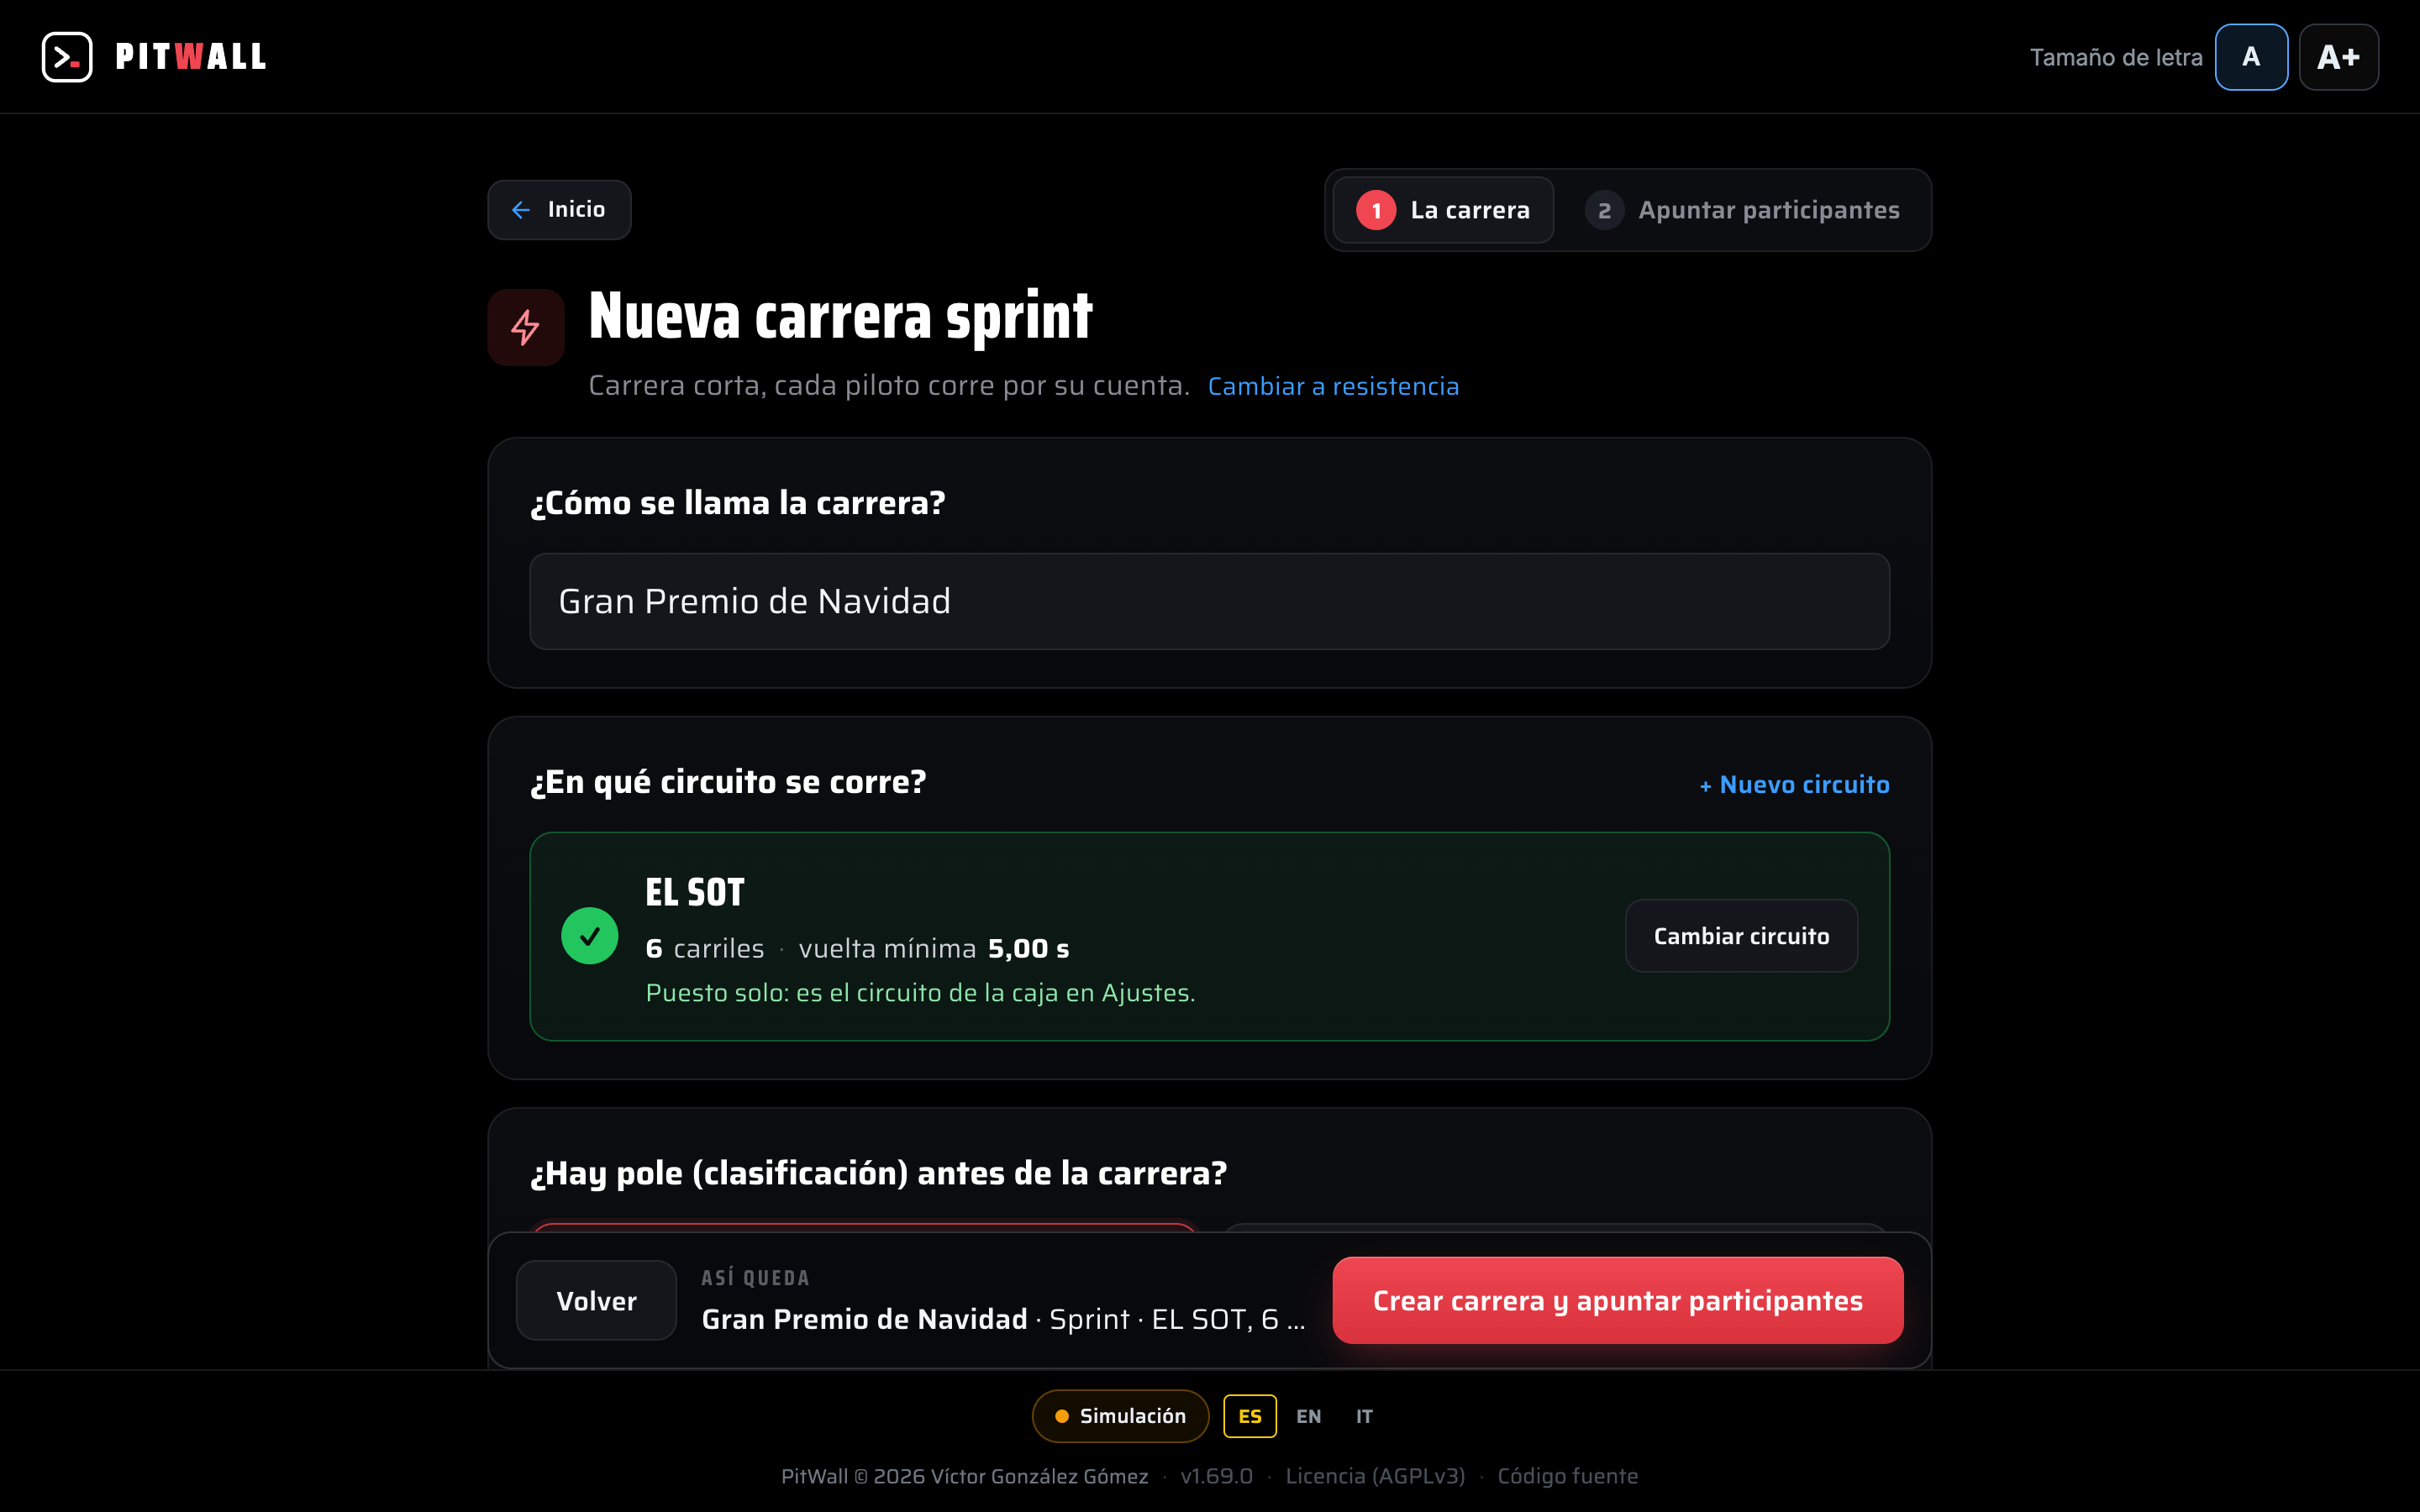 PITWALL
Tamaño de letra A A+
Inicio
1 La carrera 2 Apuntar participantes
Nueva carrera sprint
Carrera corta, cada piloto corre por su cuenta. Cambiar a resistencia
¿Cómo se llama la carrera?
Gran Premio de Navidad
¿En qué circuito se corre?
+ Nuevo circuito
EL SOT
6 carriles · vuelta mínima 5,00 s
Puesto solo: es el circuito de la caja en Ajustes.
Cambiar circuito
¿Hay pole (clasificación) antes de la carrera?
Volver
ASÍ QUEDA
Gran Premio de Navidad · Sprint · EL SOT, 6 ...
Crear carrera y apuntar participantes
Simulación ES EN IT
PitWall © 2026 Víctor González Gómez · v1.69.0 · Licencia (AGPLv3) · Código fuente